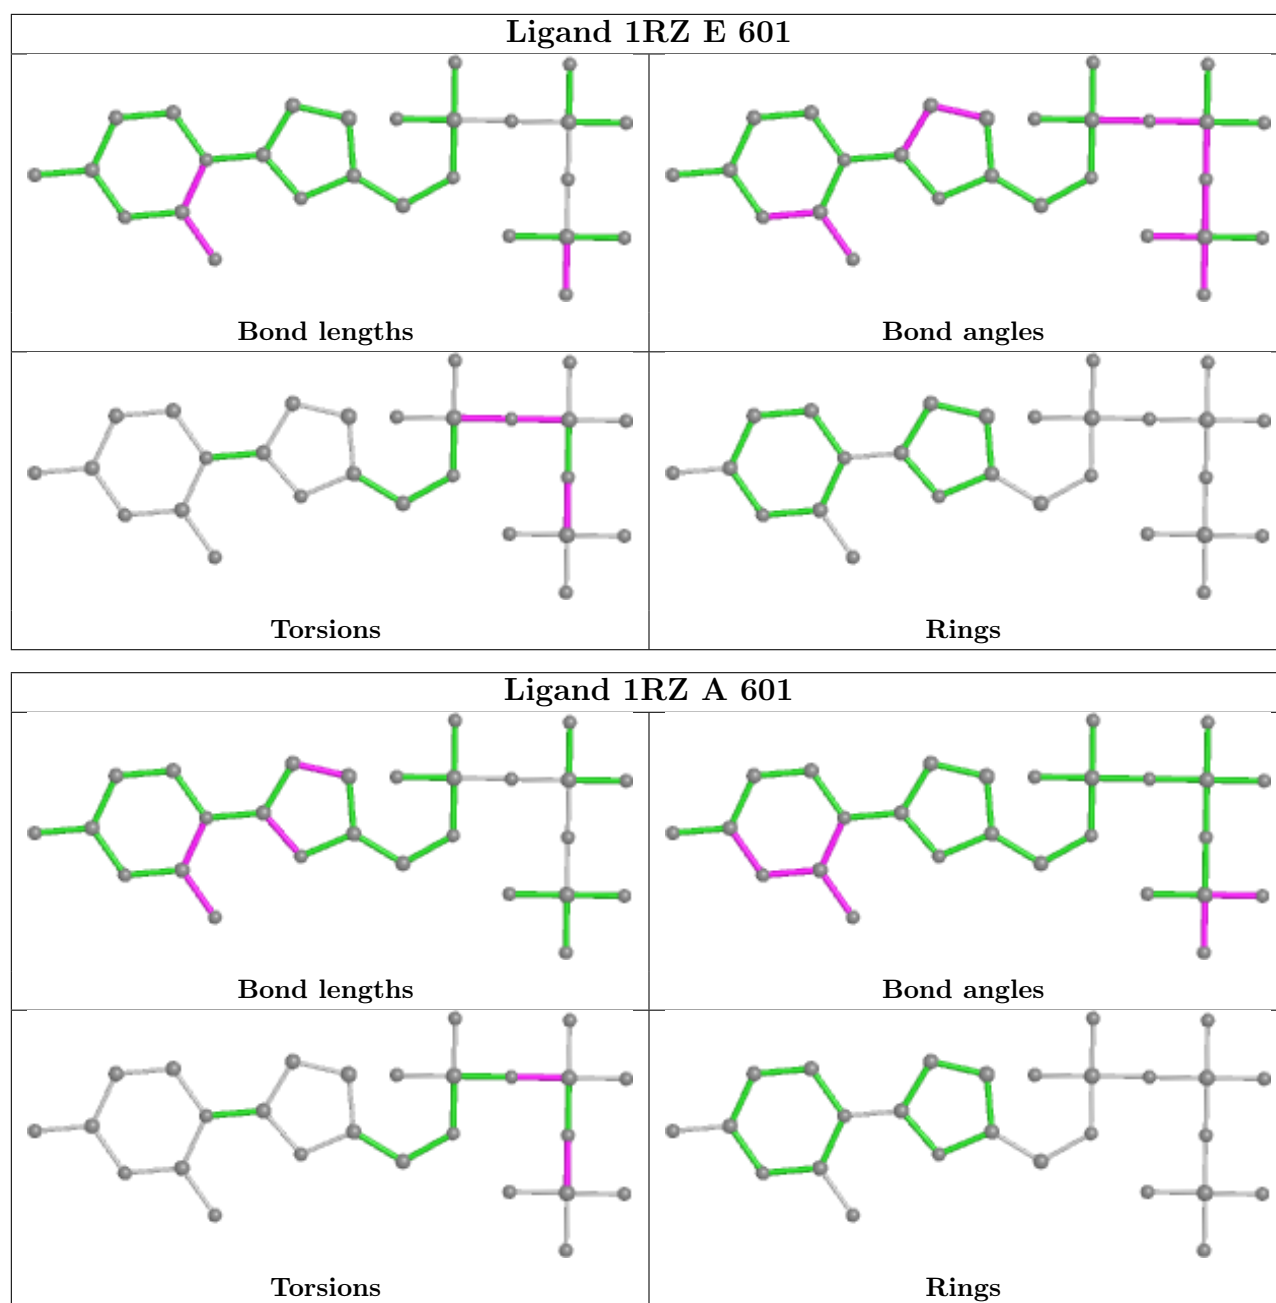 Ligand 1RZ E 601
Bond lengths
Bond angles
Torsions
Rings
Ligand 1RZ A 601
Bond lengths
Bond angles
Torsions
Rings